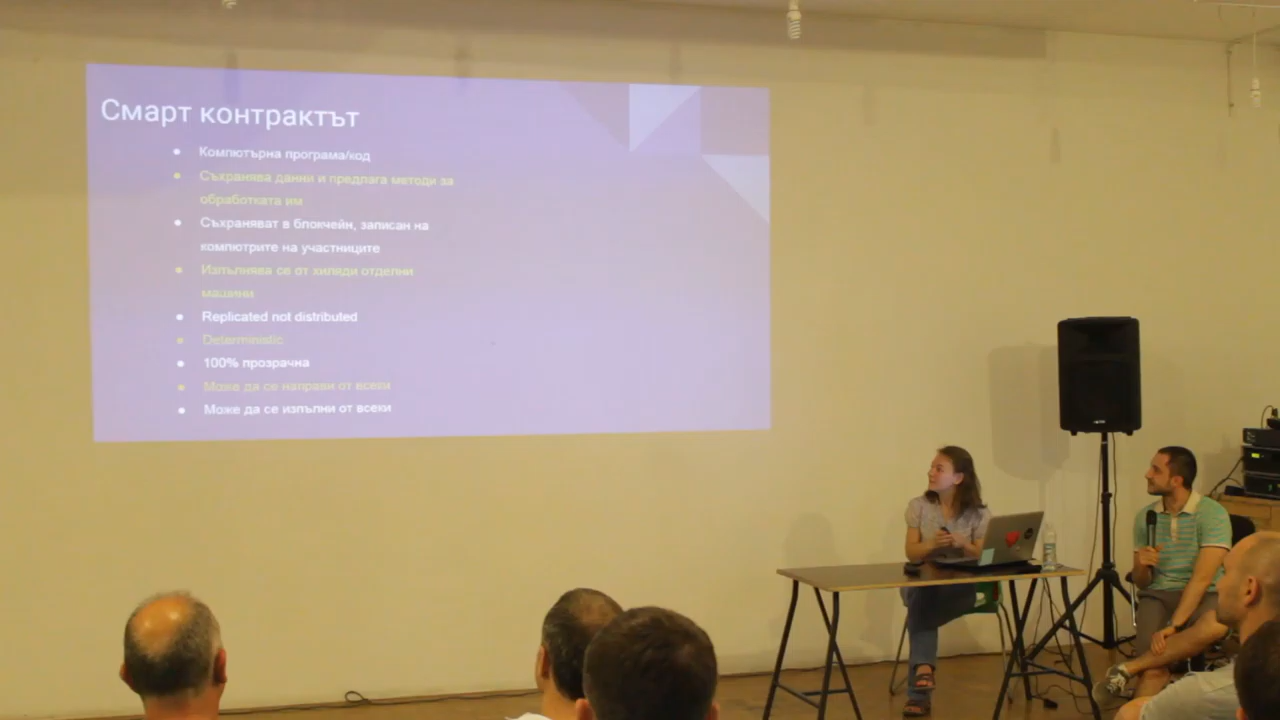 Смарт контрактът
Компютърна програма/код
Съхранява данни и предлага методи за
обработката им
Съхраняват в блокчейн, записан на
компютрите на участниците
Изпълнява се от хиляди отделни
машини
Replicated not distributed
Deterministic
100% прозрачна
Може да се направи от всеки
Може да се изпълни от всеки